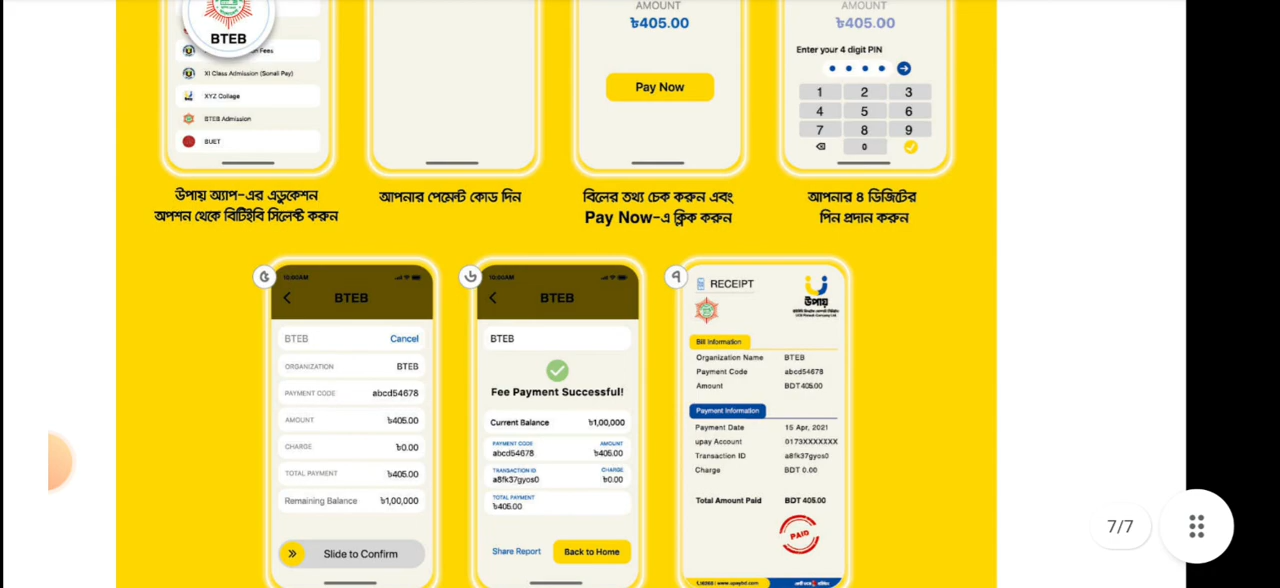 BTEB
Fees
XI Class Admission (Sonali Pay)
XYZ Collage
BTEB Admission
BUET
AMOUNT
৳405.00
Pay Now
AMOUNT
৳405.00
Enter your 4 digit PIN
1 2 3
4 5 6
7 8 9
0
উপায় অ্যাপ-এর এডুকেশন
অপশন থেকে বিটিইবি সিলেক্ট করুন
আপনার পেমেন্ট কোড দিন
বিলের তথ্য চেক করুন এবং
Pay Now-এ ক্লিক করুন
আপনার ৪ ডিজিটের
পিন প্রদান করুন
৫
10:00AM
BTEB
BTEB Cancel
ORGANIZATION BTEB
PAYMENT CODE abcd54678
AMOUNT ৳405.00
CHARGE ৳0.00
TOTAL PAYMENT ৳405.00
Remaining Balance ৳1,00,000
Slide to Confirm
৬
10:00AM
BTEB
BTEB
Fee Payment Successful!
Current Balance ৳1,00,000
PAYMENT CODE AMOUNT
abcd54678 ৳405.00
TRANSACTION ID CHARGE
a8fk37gyos0 ৳0.00
TOTAL PAYMENT
৳405.00
Share Report Back to Home
৭
RECEIPT
উপায়
Bill Information
Organization Name BTEB
Payment Code abcd54678
Amount BDT 405.00
Payment Information
Payment Date 15 Apr, 2021
upay Account 0173XXXXXXX
Transaction ID a8fk37gyos0
Charge BDT 0.00
Total Amount Paid BDT 405.00
PAID
www.upaybd.com
7/7